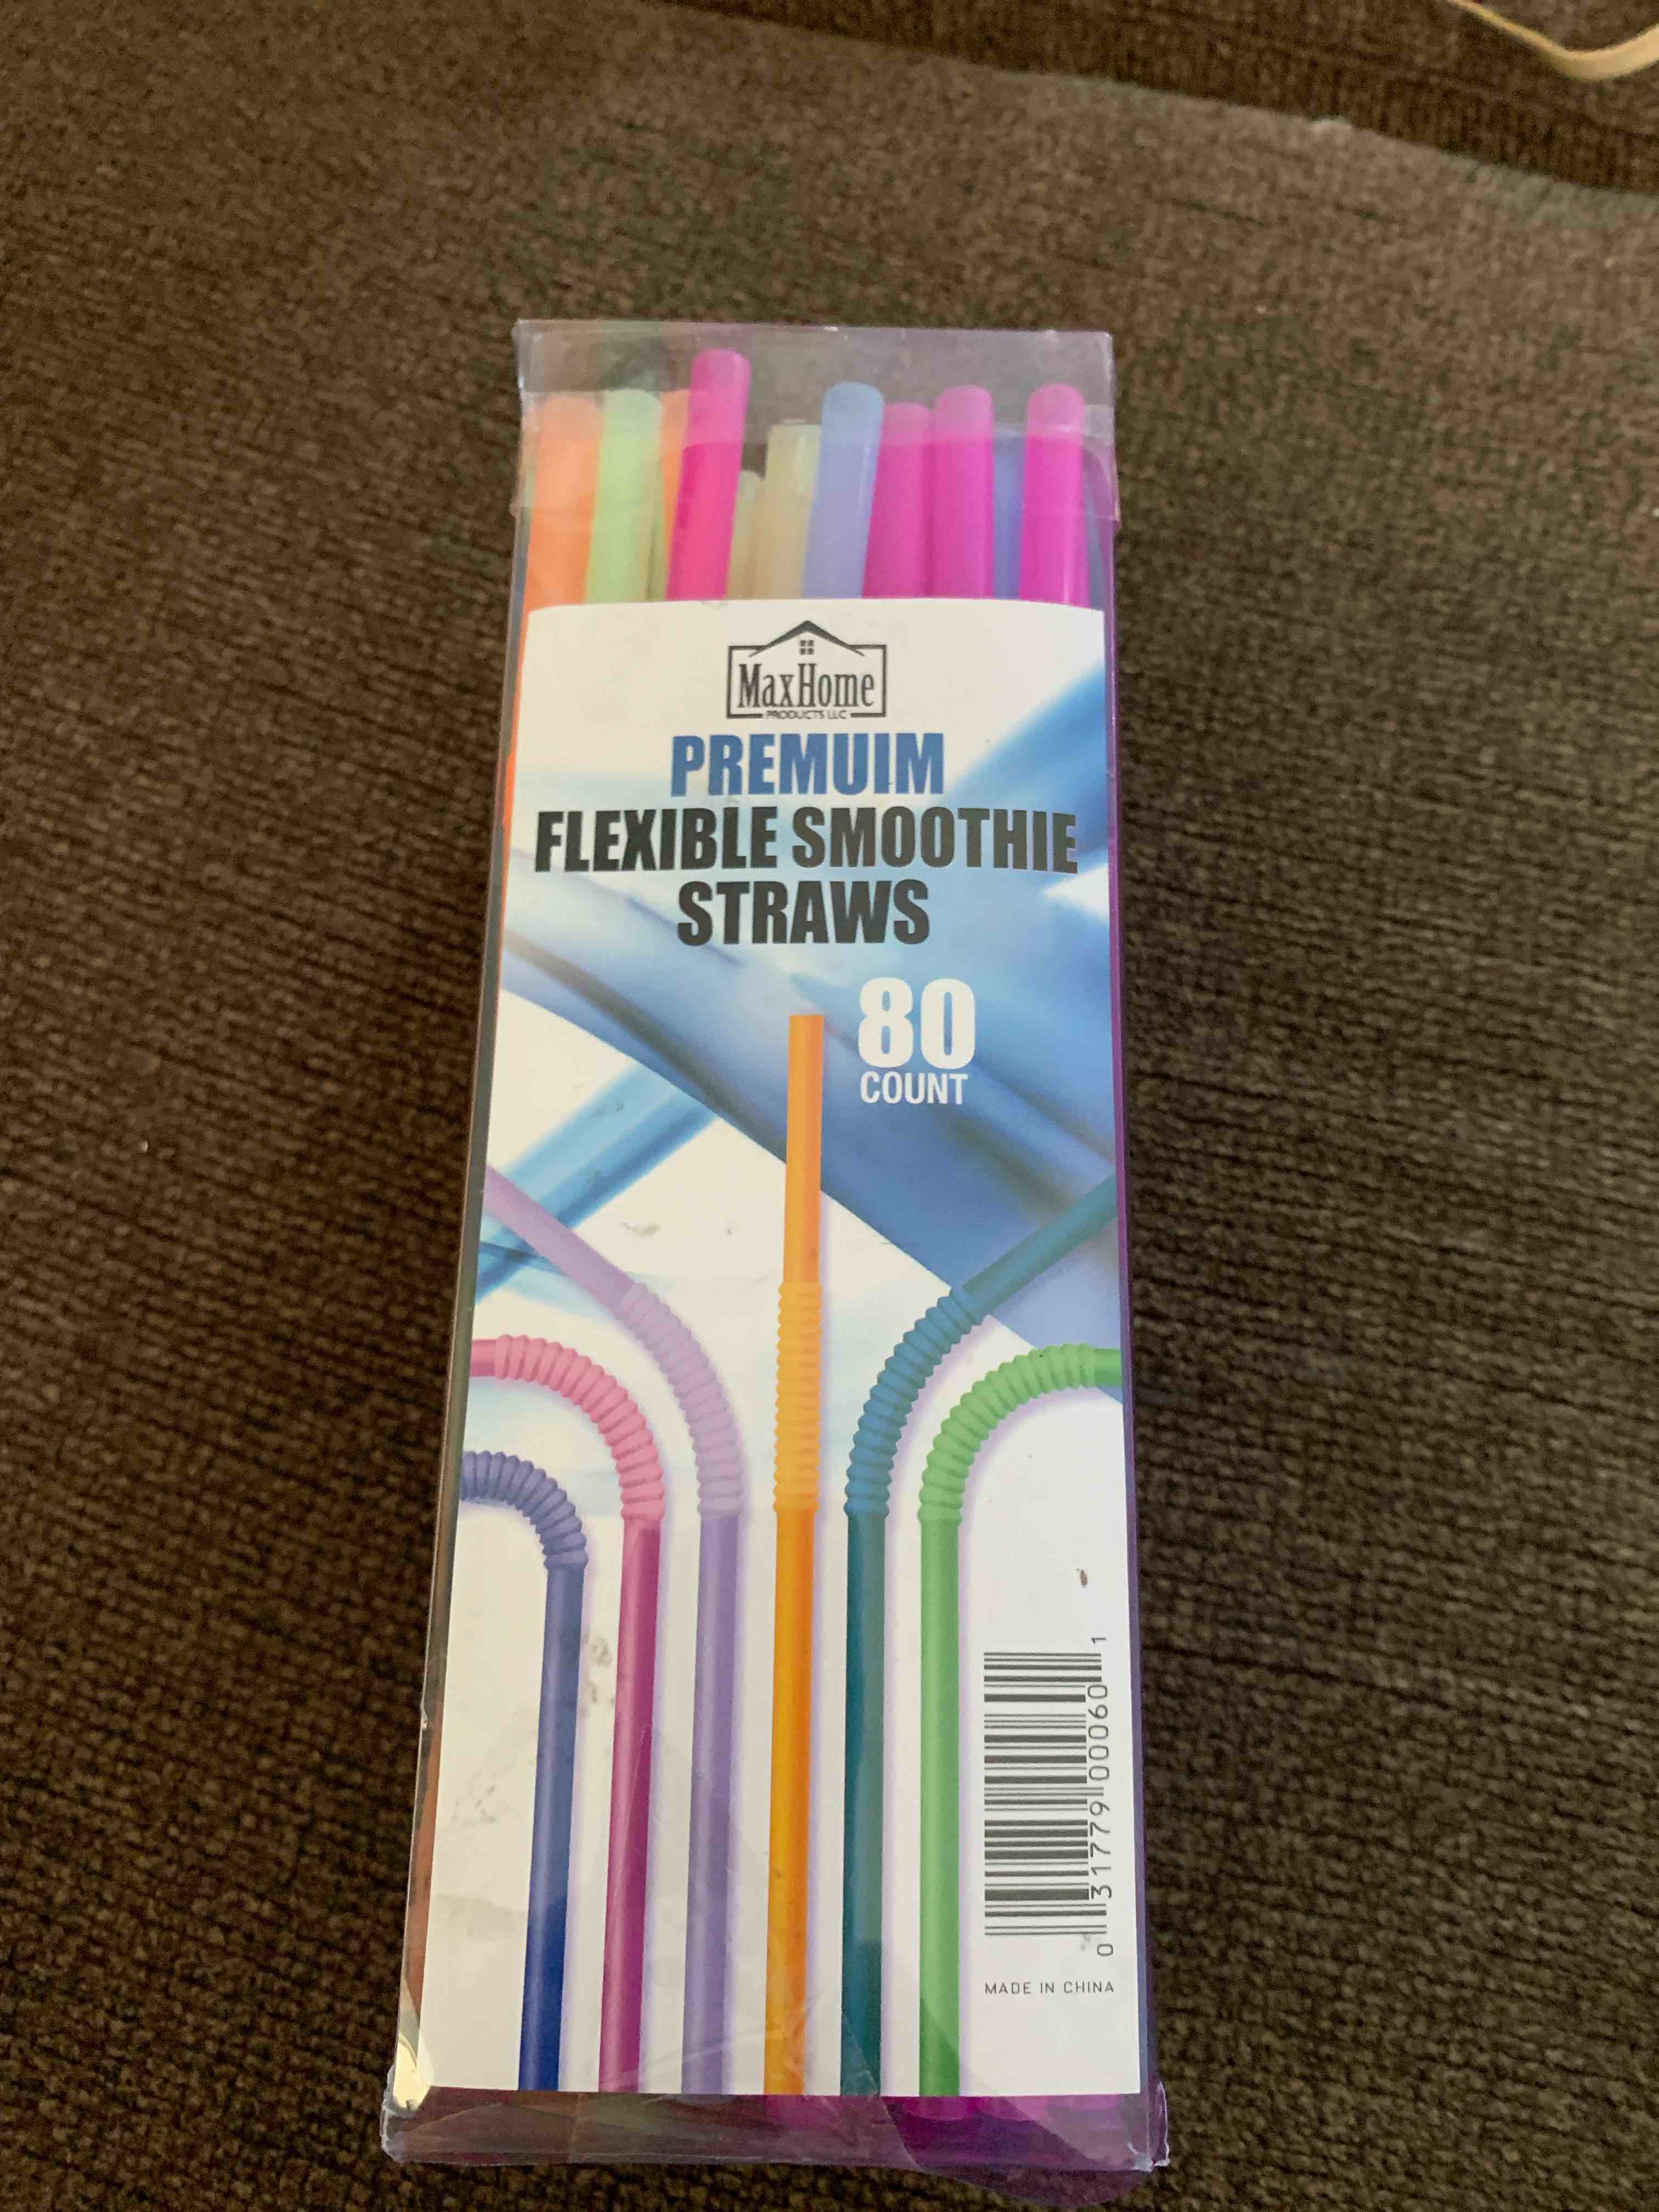 MaxHome
PRODUCTS LLC
PREMUIM
FLEXIBLE SMOOTHIE
STRAWS
80
COUNT
0 31779 00060 1
MADE IN CHINA